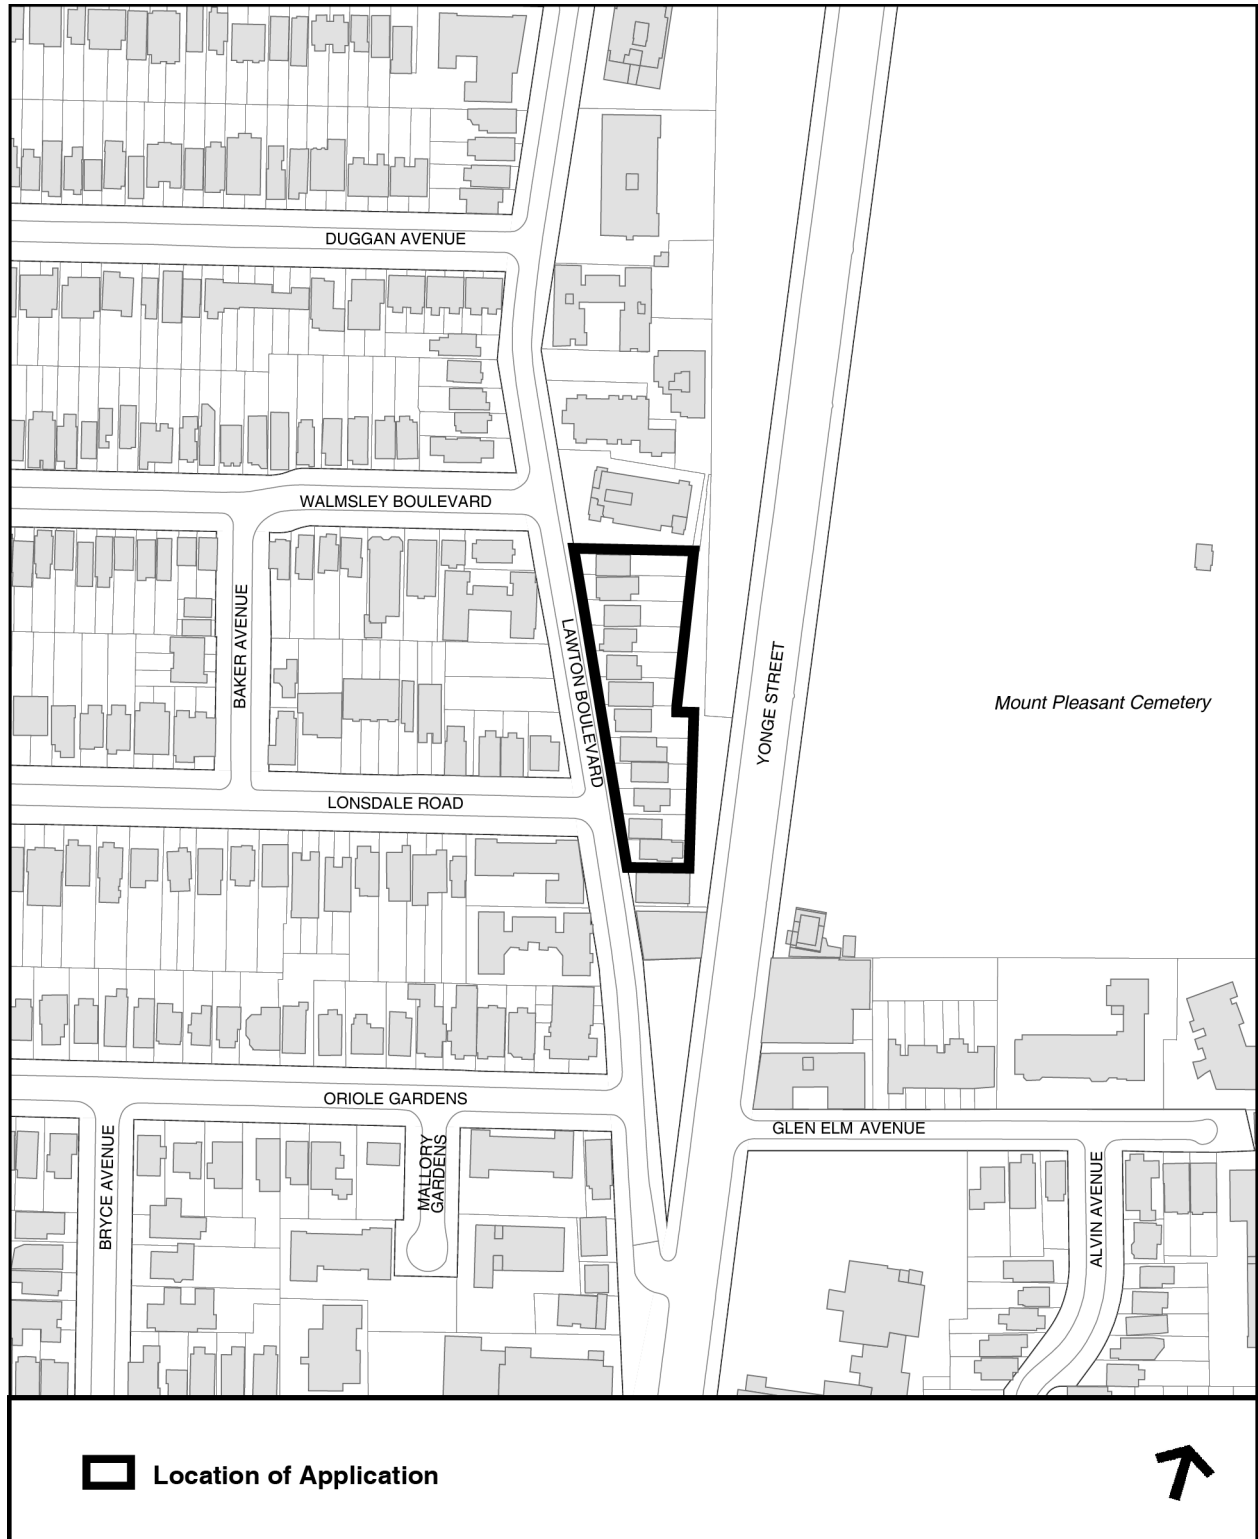 DUGGAN AVENUE
WALMSLEY BOULEVARD
BAKER AVENUE
LAWTON BOULEVARD
YONGE STREET
Mount Pleasant Cemetery
LONSDALE ROAD
ORIOLE GARDENS
GLEN ELM AVENUE
BRYCE AVENUE
MALLORY
GARDENS
ALVIN AVENUE
Location of Application